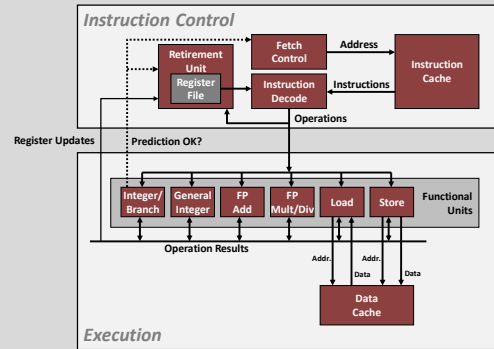 Instruction Control
Retirement
Unit
Register
File
Fetch
Control
Address
Instruction
Cache
Instruction
Decode
Instructions
Operations
Register Updates
Prediction OK?
Integer/
Branch
General
Integer
FP
Add
FP
Mult/Div
Load
Store
Functional
Units
Operation Results
Addr.
Data
Addr.
Data
Data
Cache
Execution